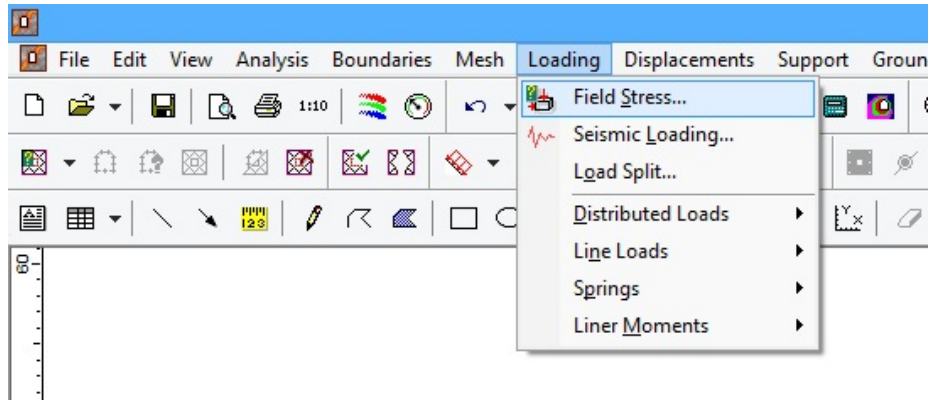 File Edit View Analysis Boundaries Mesh Loading Displacements Support Groun
1:10
Field Stress...
Seismic Loading...
Load Split...
123
Distributed Loads
Line Loads
Springs
Liner Moments
60